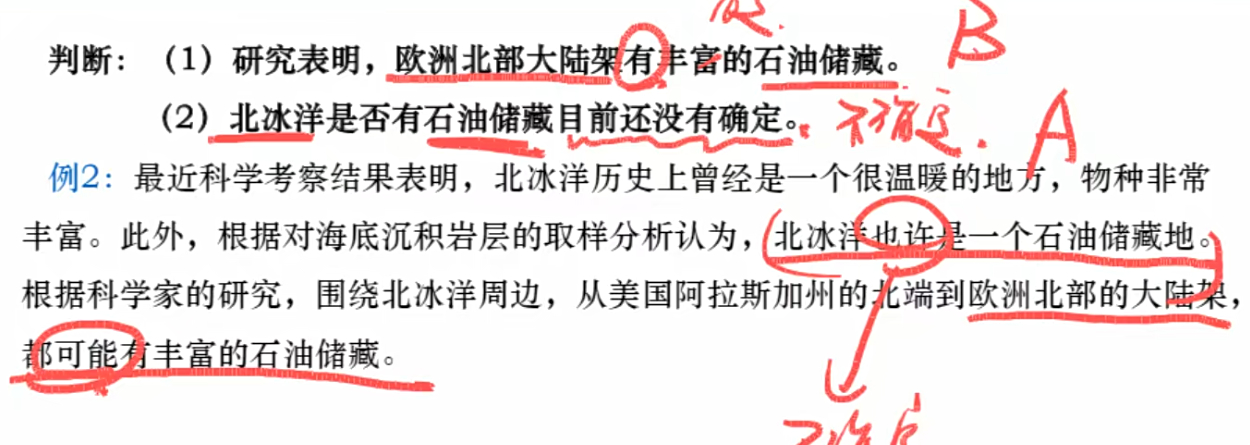 判断：（1）研究表明，欧洲北部大陆架有丰富的石油储藏。 B
（2）北冰洋是否有石油储藏目前还没有确定。 不确定. A
例2：最近科学考察结果表明，北冰洋历史上曾经是一个很温暖的地方，物种非常
丰富。此外，根据对海底沉积岩层的取样分析认为，北冰洋也许是一个石油储藏地。
根据科学家的研究，围绕北冰洋周边，从美国阿拉斯加州的北端到欧洲北部的大陆架，
都可能有丰富的石油储藏。